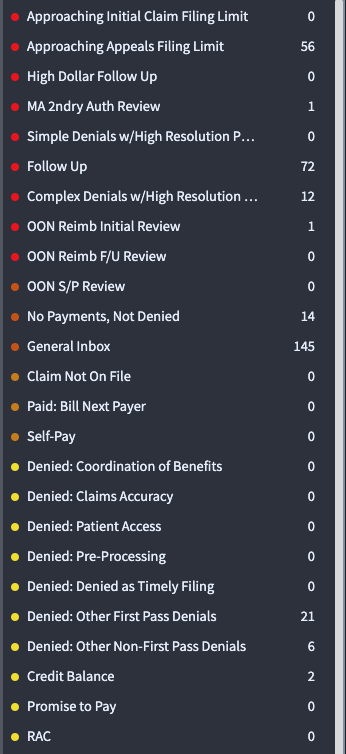 Approaching Initial Claim Filing Limit 0
Approaching Appeals Filing Limit 56
High Dollar Follow Up 0
MA 2ndry Auth Review 1
Simple Denials w/High Resolution P... 0
Follow Up 72
Complex Denials w/High Resolution ... 12
OON Reimb Initial Review 1
OON Reimb F/U Review 0
OON S/P Review 0
No Payments, Not Denied 14
General Inbox 145
Claim Not On File 0
Paid: Bill Next Payer 0
Self-Pay 0
Denied: Coordination of Benefits 0
Denied: Claims Accuracy 0
Denied: Patient Access 0
Denied: Pre-Processing 0
Denied: Denied as Timely Filing 0
Denied: Other First Pass Denials 21
Denied: Other Non-First Pass Denials 6
Credit Balance 2
Promise to Pay 0
RAC 0